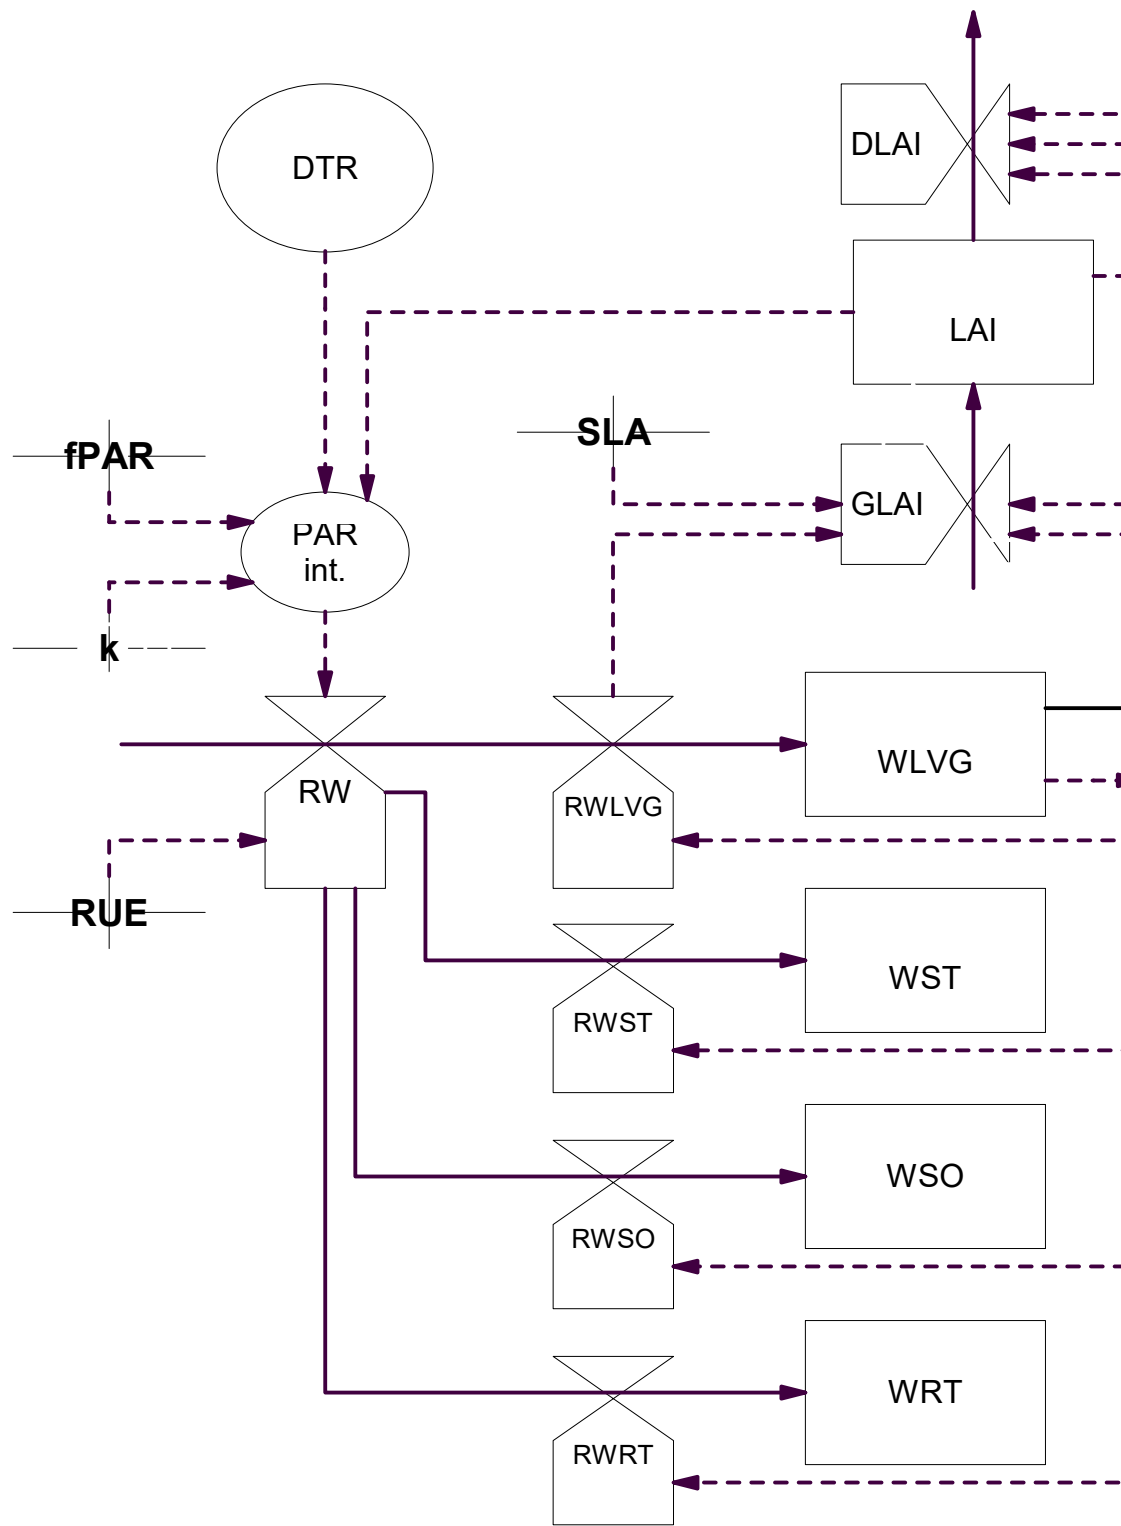 DTR
DLAI
LAI
fPAR
SLA
GLAI
PAR
int.
k
WLVG
RW
RWLVG
RUE
WST
RWST
WSO
RWSO
WRT
RWRT